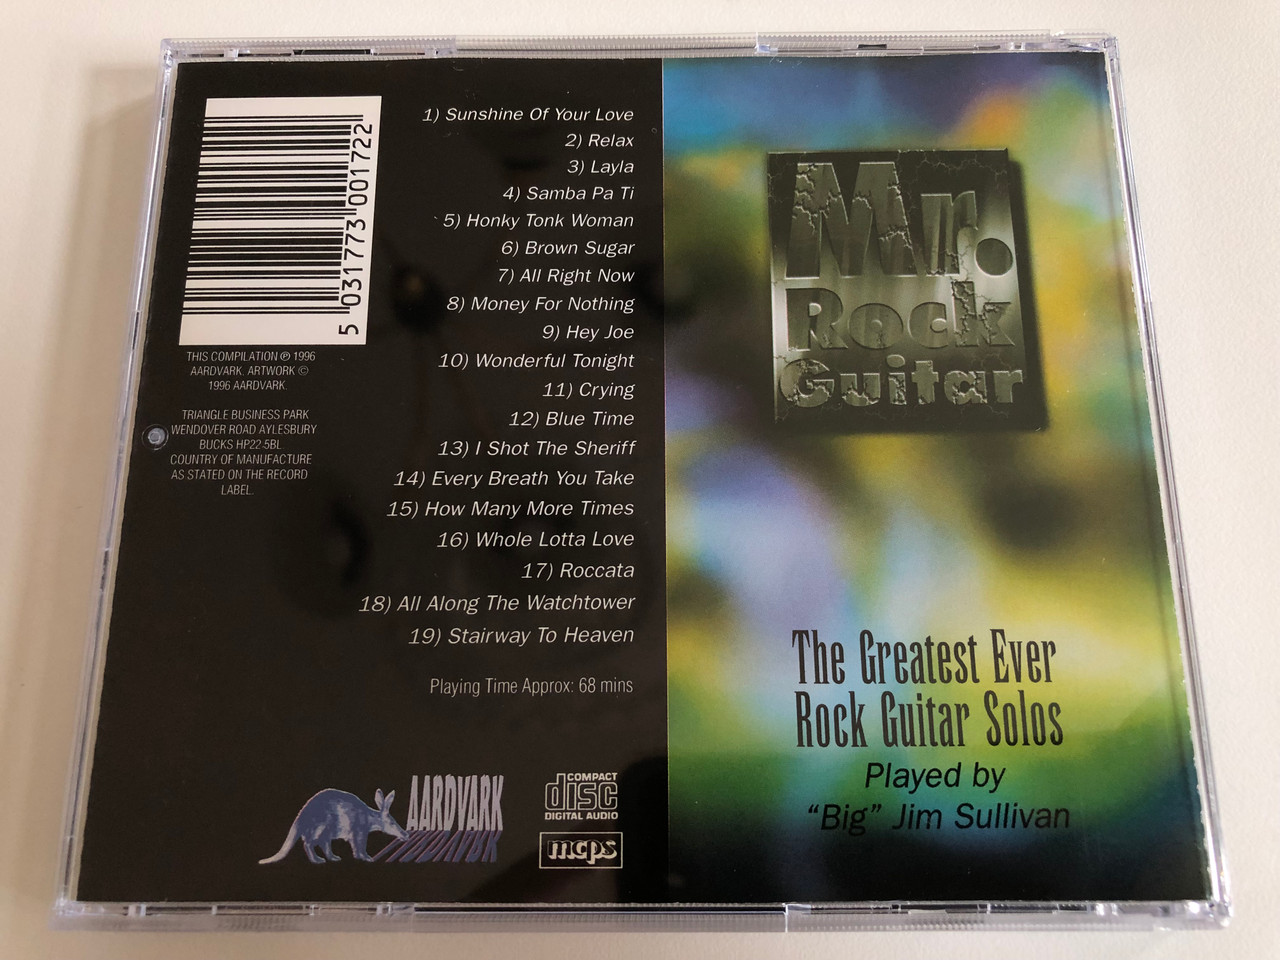 5 031773 001722
THIS COMPILATION ℗ 1996
AARDVARK. ARTWORK ©
1996 AARDVARK.
TRIANGLE BUSINESS PARK
WENDOVER ROAD AYLESBURY
BUCKS HP22 5BL
COUNTRY OF MANUFACTURE
AS STATED ON THE RECORD
LABEL.
1) Sunshine Of Your Love
2) Relax
3) Layla
4) Samba Pa Ti
5) Honky Tonk Woman
6) Brown Sugar
7) All Right Now
8) Money For Nothing
9) Hey Joe
10) Wonderful Tonight
11) Crying
12) Blue Time
13) I Shot The Sheriff
14) Every Breath You Take
15) How Many More Times
16) Whole Lotta Love
17) Roccata
18) All Along The Watchtower
19) Stairway To Heaven
Playing Time Approx: 68 mins
AARDVARK
COMPACT
disc
DIGITAL AUDIO
mcps
Mr.
Rock
Guitar
The Greatest Ever
Rock Guitar Solos
Played by
“Big” Jim Sullivan